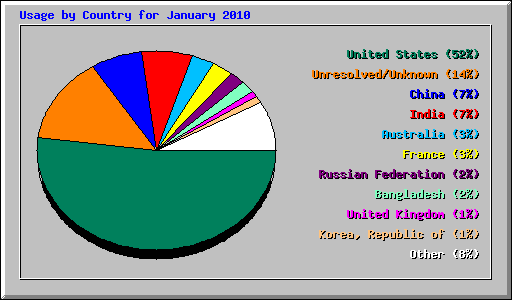 Usage by Country for January 2010
United States (52%)
Unresolved/Unknown (14%)
China (7%)
India (7%)
Australia (3%)
France (3%)
Russian Federation (2%)
Bangladesh (2%)
United Kingdom (1%)
Korea, Republic of (1%)
Other (8%)